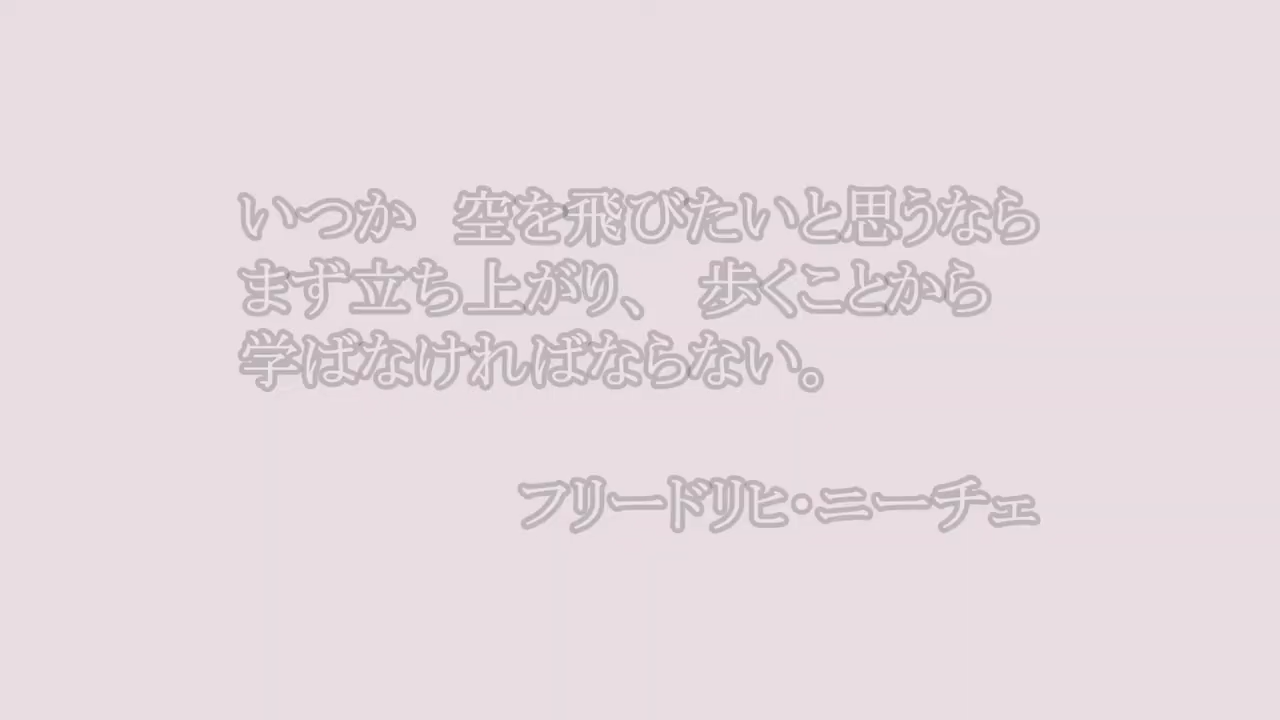 いつか　空を飛びたいと思うなら
まず立ち上がり、　歩くことから
学ばなければならない。
フリードリヒ・ニーチェ